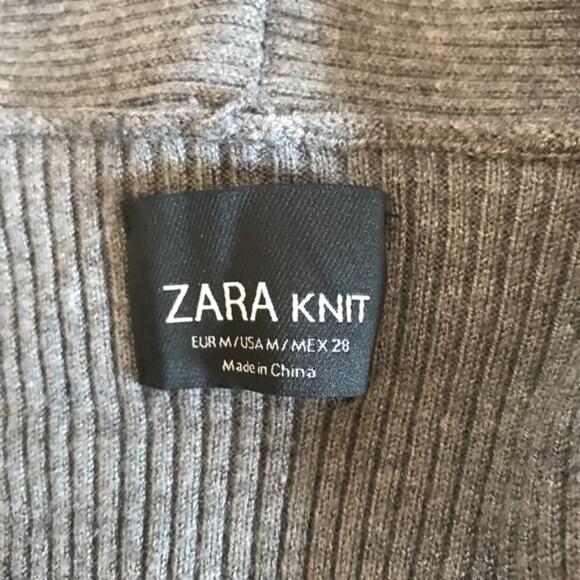 ZARA KNIT
EUR M/USA M/MEX 28
Made in China